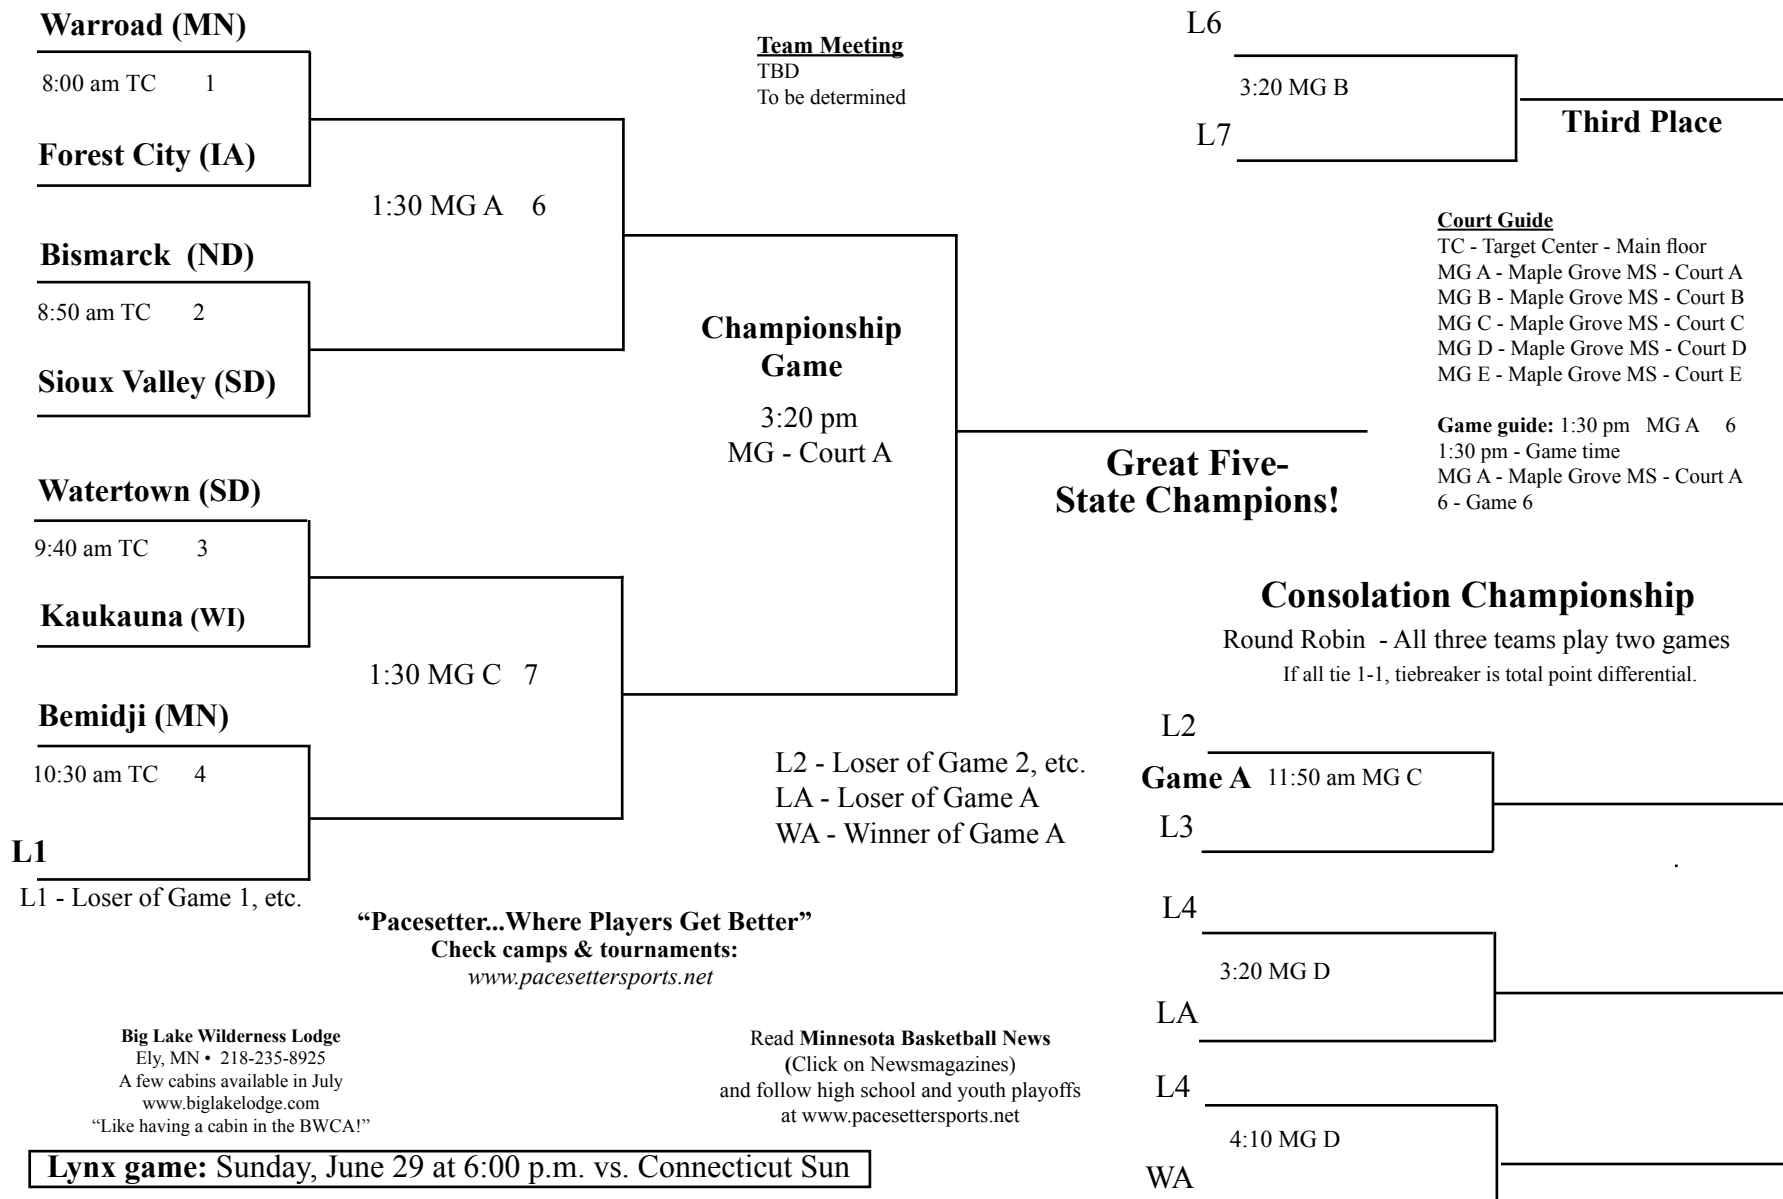 Warroad (MN)
8:00 am TC 1
Forest City (IA)
1:30 MG A 6
Bismarck (ND)
8:50 am TC 2
Sioux Valley (SD)
Watertown (SD)
9:40 am TC 3
Kaukauna (WI)
1:30 MG C 7
Bemidji (MN)
10:30 am TC 4
L1
L1 - Loser of Game 1, etc.
Team Meeting
TBD
To be determined
Championship
Game
3:20 pm
MG - Court A
Great Five-
State Champions!
L6
3:20 MG B
L7
Third Place
Court Guide
TC - Target Center - Main floor
MG A - Maple Grove MS - Court A
MG B - Maple Grove MS - Court B
MG C - Maple Grove MS - Court C
MG D - Maple Grove MS - Court D
MG E - Maple Grove MS - Court E
Game guide: 1:30 pm MG A 6
1:30 pm - Game time
MG A - Maple Grove MS - Court A
6 - Game 6
Consolation Championship
Round Robin - All three teams play two games
If all tie 1-1, tiebreaker is total point differential.
L2
Game A 11:50 am MG C
L3
.
L4
3:20 MG D
LA
L4
4:10 MG D
WA
L2 - Loser of Game 2, etc.
LA - Loser of Game A
WA - Winner of Game A
“Pacesetter...Where Players Get Better”
Check camps & tournaments:
www.pacesettersports.net
Big Lake Wilderness Lodge
Ely, MN • 218-235-8925
A few cabins available in July
www.biglakelodge.com
“Like having a cabin in the BWCA!”
Read Minnesota Basketball News
(Click on Newsmagazines)
and follow high school and youth playoffs
at www.pacesettersports.net
Lynx game: Sunday, June 29 at 6:00 p.m. vs. Connecticut Sun